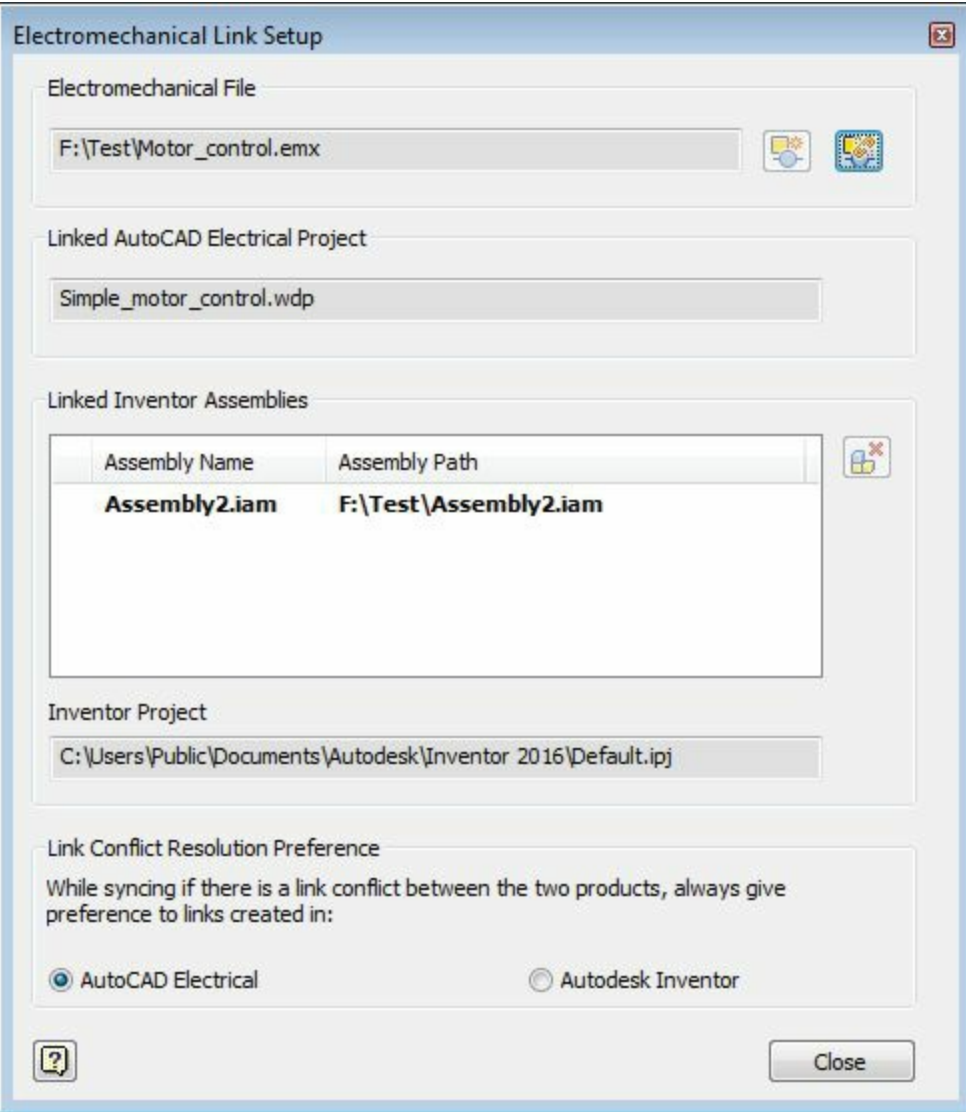 Electromechanical Link Setup
Electromechanical File
F:\Test\Motor_control.emx
Linked AutoCAD Electrical Project
Simple_motor_control.wdp
Linked Inventor Assemblies
Assembly Name Assembly Path
Assembly2.iam F:\Test\Assembly2.iam
Inventor Project
C:\Users\Public\Documents\Autodesk\Inventor 2016\Default.ipj
Link Conflict Resolution Preference
While syncing if there is a link conflict between the two products, always give
preference to links created in:
AutoCAD Electrical Autodesk Inventor
? Close